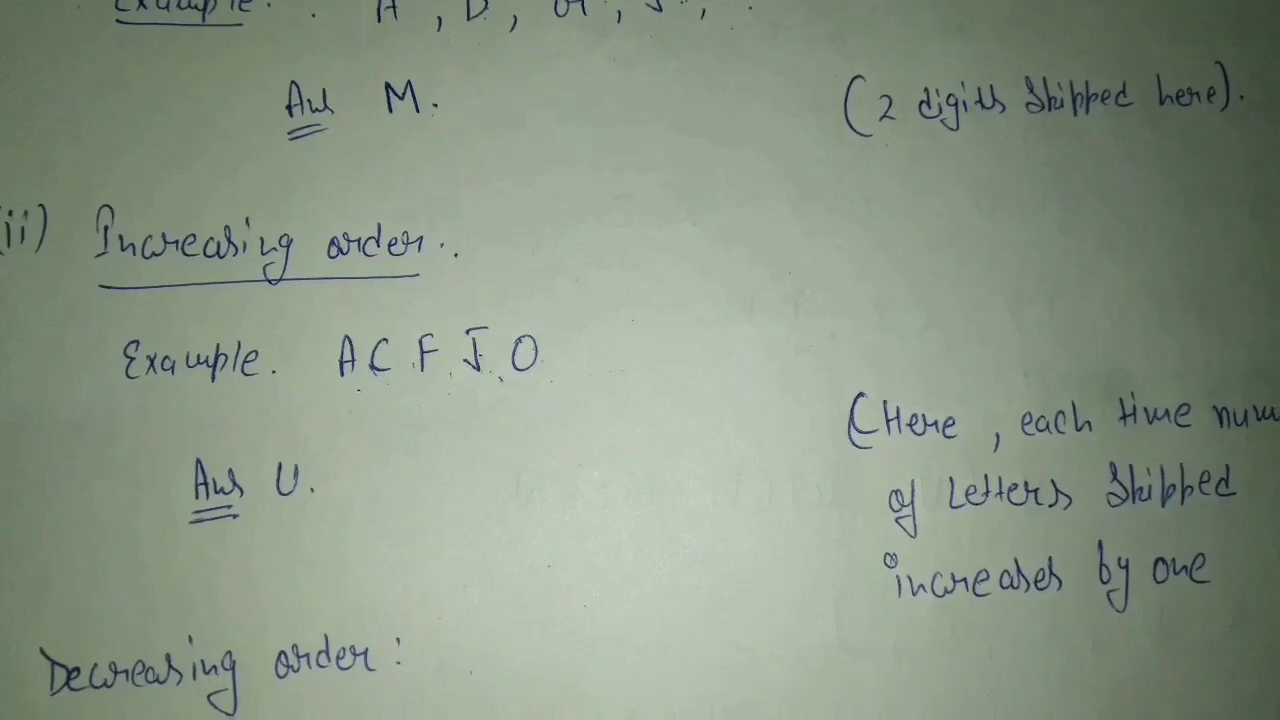 Example. A, D, G, J,
Ans M. (2 digits skipped here).
(ii) Increasing order.
Example. A C F J O
(Here, each time
Ans U. of letters skipped
increases by one
Decreasing order: